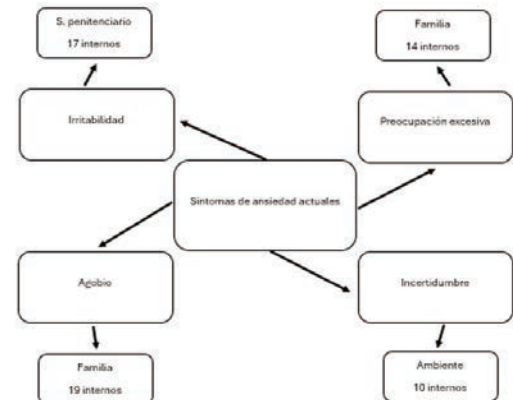 S. penitenciario
17 internos
Familia
14 internos
Irritabilidad
Preocupación excesiva
Síntomas de ansiedad actuales
Agobio
Incertidumbre
Familia
19 internos
Ambiente
10 internos